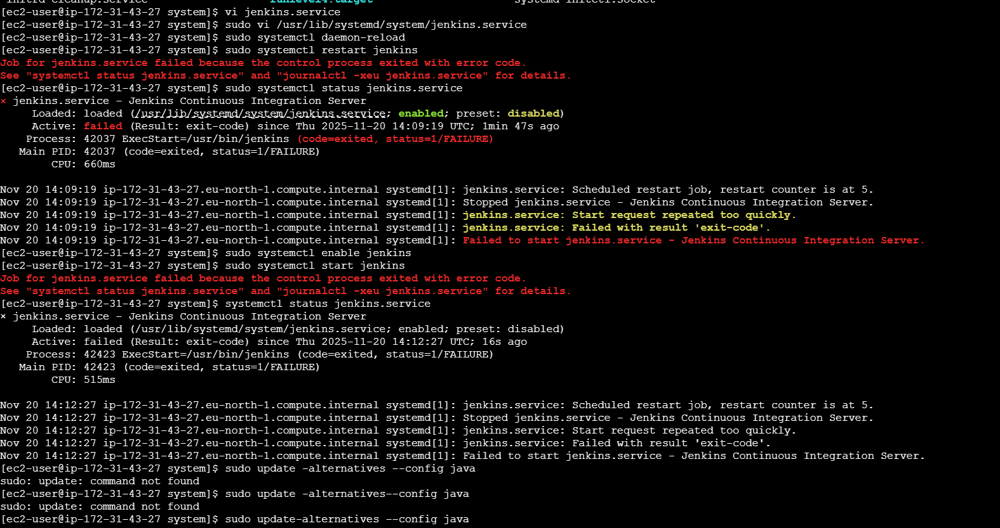 initrd-cleanup.service runlevel4.target systemd-initctl.socket
[ec2-user@ip-172-31-43-27 system]$ vi jenkins.service
[ec2-user@ip-172-31-43-27 system]$ sudo vi /usr/lib/systemd/system/jenkins.service
[ec2-user@ip-172-31-43-27 system]$ sudo systemctl daemon-reload
[ec2-user@ip-172-31-43-27 system]$ sudo systemctl restart jenkins
Job for jenkins.service failed because the control process exited with error code.
See "systemctl status jenkins.service" and "journalctl -xeu jenkins.service" for details.
[ec2-user@ip-172-31-43-27 system]$ sudo systemctl status jenkins.service
× jenkins.service - Jenkins Continuous Integration Server
Loaded: loaded (/usr/lib/systemd/system/jenkins.service; enabled; preset: disabled)
Active: failed (Result: exit-code) since Thu 2025-11-20 14:09:19 UTC; 1min 47s ago
Process: 42037 ExecStart=/usr/bin/jenkins (code=exited, status=1/FAILURE)
Main PID: 42037 (code=exited, status=1/FAILURE)
CPU: 660ms
Nov 20 14:09:19 ip-172-31-43-27.eu-north-1.compute.internal systemd[1]: jenkins.service: Scheduled restart job, restart counter is at 5.
Nov 20 14:09:19 ip-172-31-43-27.eu-north-1.compute.internal systemd[1]: Stopped jenkins.service - Jenkins Continuous Integration Server.
Nov 20 14:09:19 ip-172-31-43-27.eu-north-1.compute.internal systemd[1]: jenkins.service: Start request repeated too quickly.
Nov 20 14:09:19 ip-172-31-43-27.eu-north-1.compute.internal systemd[1]: jenkins.service: Failed with result 'exit-code'.
Nov 20 14:09:19 ip-172-31-43-27.eu-north-1.compute.internal systemd[1]: Failed to start jenkins.service - Jenkins Continuous Integration Server.
[ec2-user@ip-172-31-43-27 system]$ sudo systemctl enable jenkins
[ec2-user@ip-172-31-43-27 system]$ sudo systemctl start jenkins
Job for jenkins.service failed because the control process exited with error code.
See "systemctl status jenkins.service" and "journalctl -xeu jenkins.service" for details.
[ec2-user@ip-172-31-43-27 system]$ systemctl status jenkins.service
× jenkins.service - Jenkins Continuous Integration Server
Loaded: loaded (/usr/lib/systemd/system/jenkins.service; enabled; preset: disabled)
Active: failed (Result: exit-code) since Thu 2025-11-20 14:12:27 UTC; 16s ago
Process: 42423 ExecStart=/usr/bin/jenkins (code=exited, status=1/FAILURE)
Main PID: 42423 (code=exited, status=1/FAILURE)
CPU: 515ms
Nov 20 14:12:27 ip-172-31-43-27.eu-north-1.compute.internal systemd[1]: jenkins.service: Scheduled restart job, restart counter is at 5.
Nov 20 14:12:27 ip-172-31-43-27.eu-north-1.compute.internal systemd[1]: Stopped jenkins.service - Jenkins Continuous Integration Server.
Nov 20 14:12:27 ip-172-31-43-27.eu-north-1.compute.internal systemd[1]: jenkins.service: Start request repeated too quickly.
Nov 20 14:12:27 ip-172-31-43-27.eu-north-1.compute.internal systemd[1]: jenkins.service: Failed with result 'exit-code'.
Nov 20 14:12:27 ip-172-31-43-27.eu-north-1.compute.internal systemd[1]: Failed to start jenkins.service - Jenkins Continuous Integration Server.
[ec2-user@ip-172-31-43-27 system]$ sudo update -alternatives --config java
sudo: update: command not found
[ec2-user@ip-172-31-43-27 system]$ sudo update -alternatives--config java
sudo: update: command not found
[ec2-user@ip-172-31-43-27 system]$ sudo update-alternatives --config java